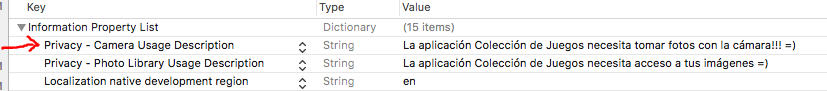 Key Type Value
Information Property List Dictionary (15 items)
Privacy - Camera Usage Description String La aplicación Colección de Juegos necesita tomar fotos con la cámara!!! =)
Privacy - Photo Library Usage Description String La aplicación Colección de Juegos necesita acceso a tus imágenes =)
Localization native development region String en